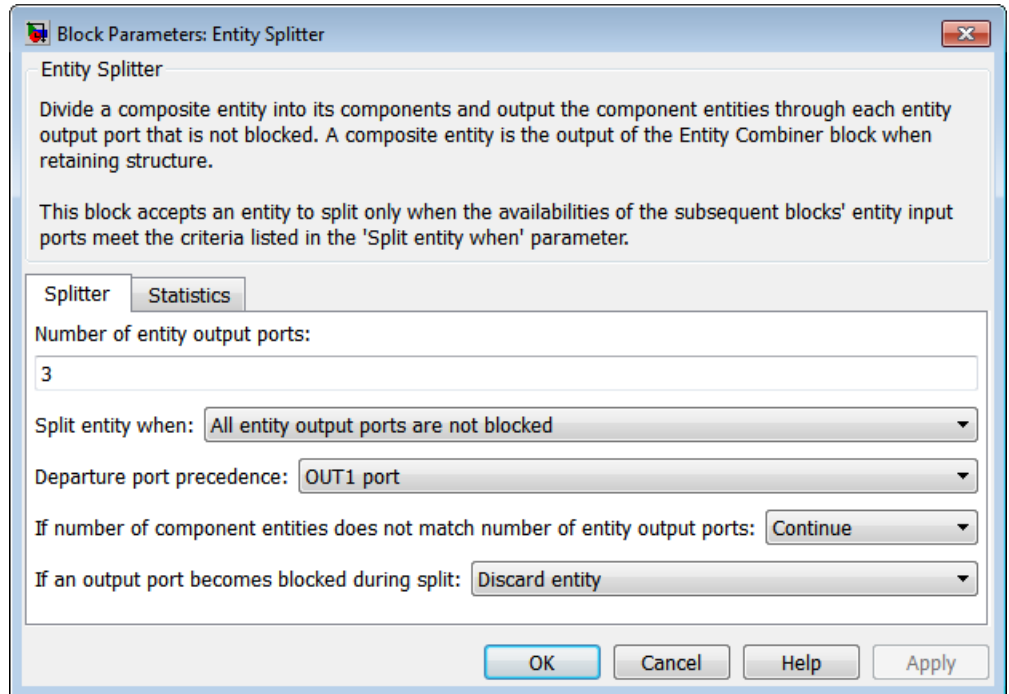 Block Parameters: Entity Splitter
Entity Splitter
Divide a composite entity into its components and output the component entities through each entity
output port that is not blocked. A composite entity is the output of the Entity Combiner block when
retaining structure.
This block accepts an entity to split only when the availabilities of the subsequent blocks' entity input
ports meet the criteria listed in the 'Split entity when' parameter.
Splitter Statistics
Number of entity output ports:
3
Split entity when: All entity output ports are not blocked
Departure port precedence: OUT1 port
If number of component entities does not match number of entity output ports: Continue
If an output port becomes blocked during split: Discard entity
OK Cancel Help Apply